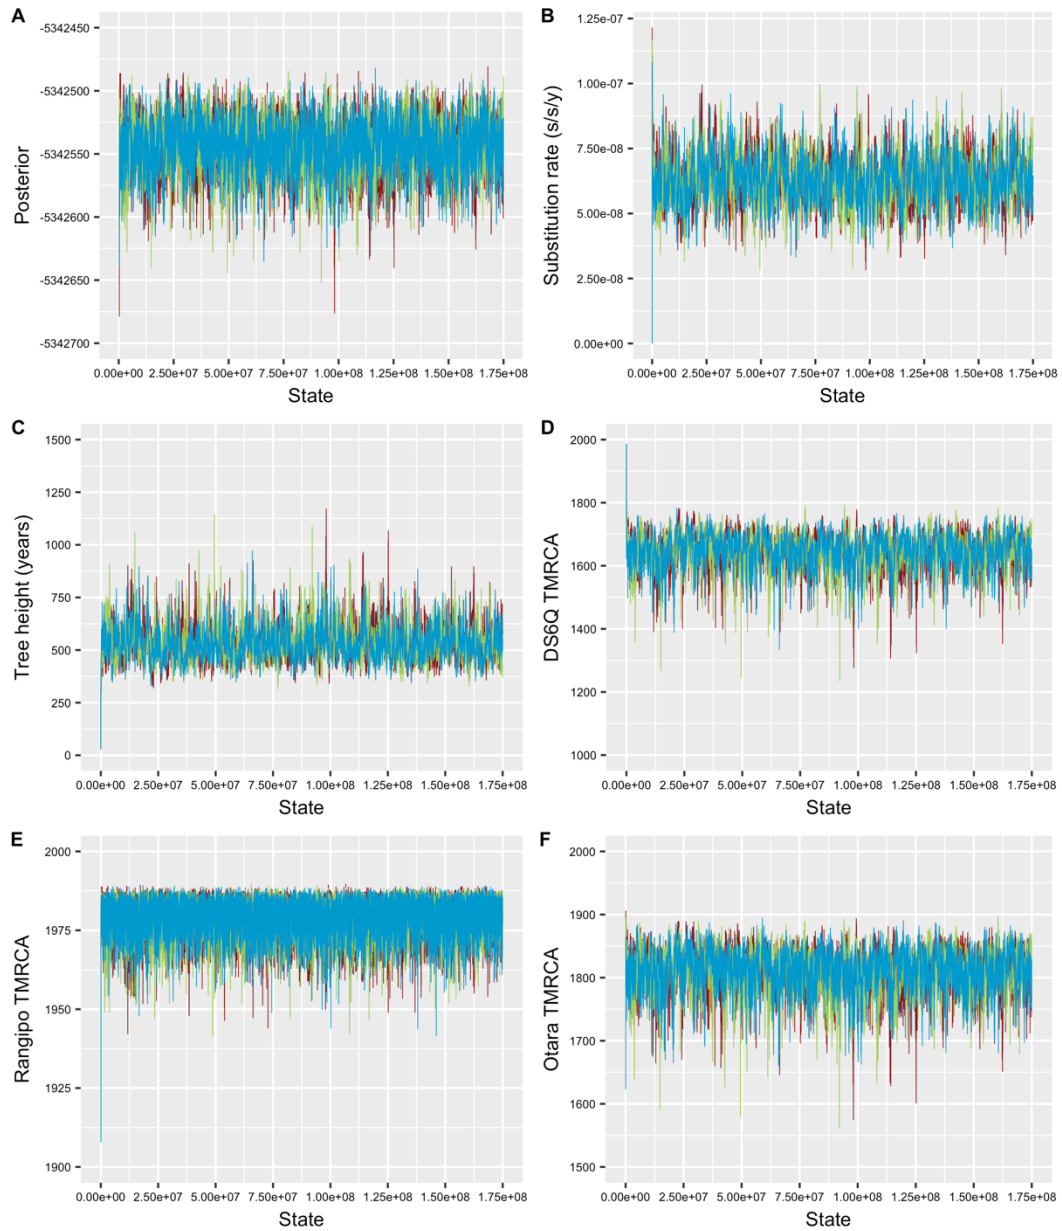 A
Posterior
-5342450
-5342500
-5342550
-5342600
-5342650
-5342700
0.00e+00 2.50e+07 5.00e+07 7.50e+07 1.00e+08 1.25e+08 1.50e+08 1.75e+08
State
B
Substitution rate (s/s/y)
1.25e-07
1.00e-07
7.50e-08
5.00e-08
2.50e-08
0.00e+00
0.00e+00 2.50e+07 5.00e+07 7.50e+07 1.00e+08 1.25e+08 1.50e+08 1.75e+08
State
C
Tree height (years)
1500
1250
1000
750
500
250
0
0.00e+00 2.50e+07 5.00e+07 7.50e+07 1.00e+08 1.25e+08 1.50e+08 1.75e+08
State
D
DS6Q TMRCA
2000
1800
1600
1400
1200
1000
0.00e+00 2.50e+07 5.00e+07 7.50e+07 1.00e+08 1.25e+08 1.50e+08 1.75e+08
State
E
Rangipo TMRCA
2000
1975
1950
1925
1900
0.00e+00 2.50e+07 5.00e+07 7.50e+07 1.00e+08 1.25e+08 1.50e+08 1.75e+08
State
F
Otara TMRCA
2000
1900
1800
1700
1600
1500
0.00e+00 2.50e+07 5.00e+07 7.50e+07 1.00e+08 1.25e+08 1.50e+08 1.75e+08
State